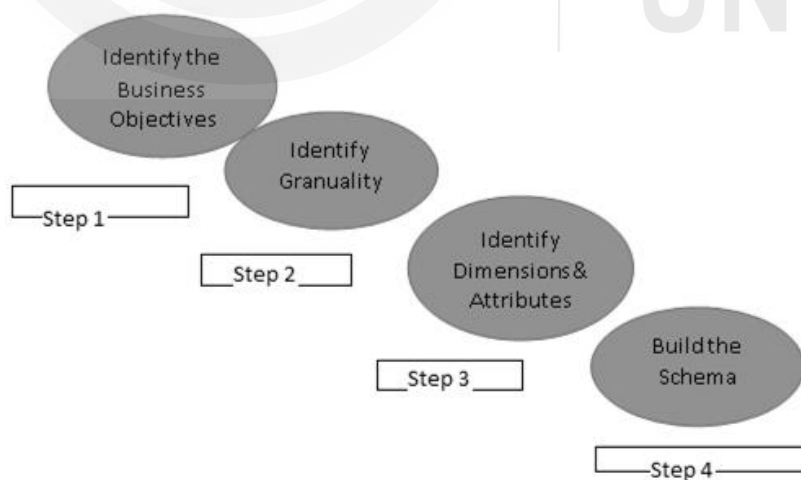 UN
Identify the
Business
Objectives
Identify
Granuality
Step 1
Identify
Dimensions &
Attributes
Step 2
Build the
Schema
Step 3
Step 4